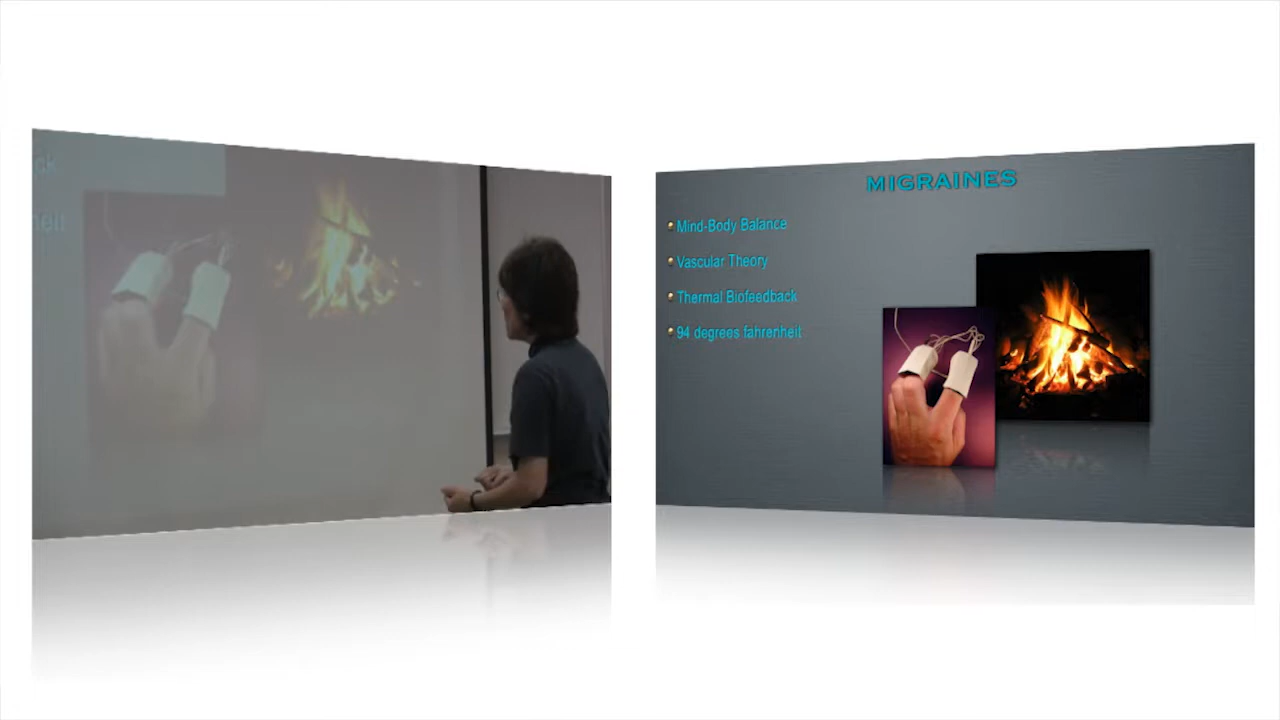 MIGRAINES
Mind-Body Balance
Vascular Theory
Thermal Biofeedback
94 degrees fahrenheit